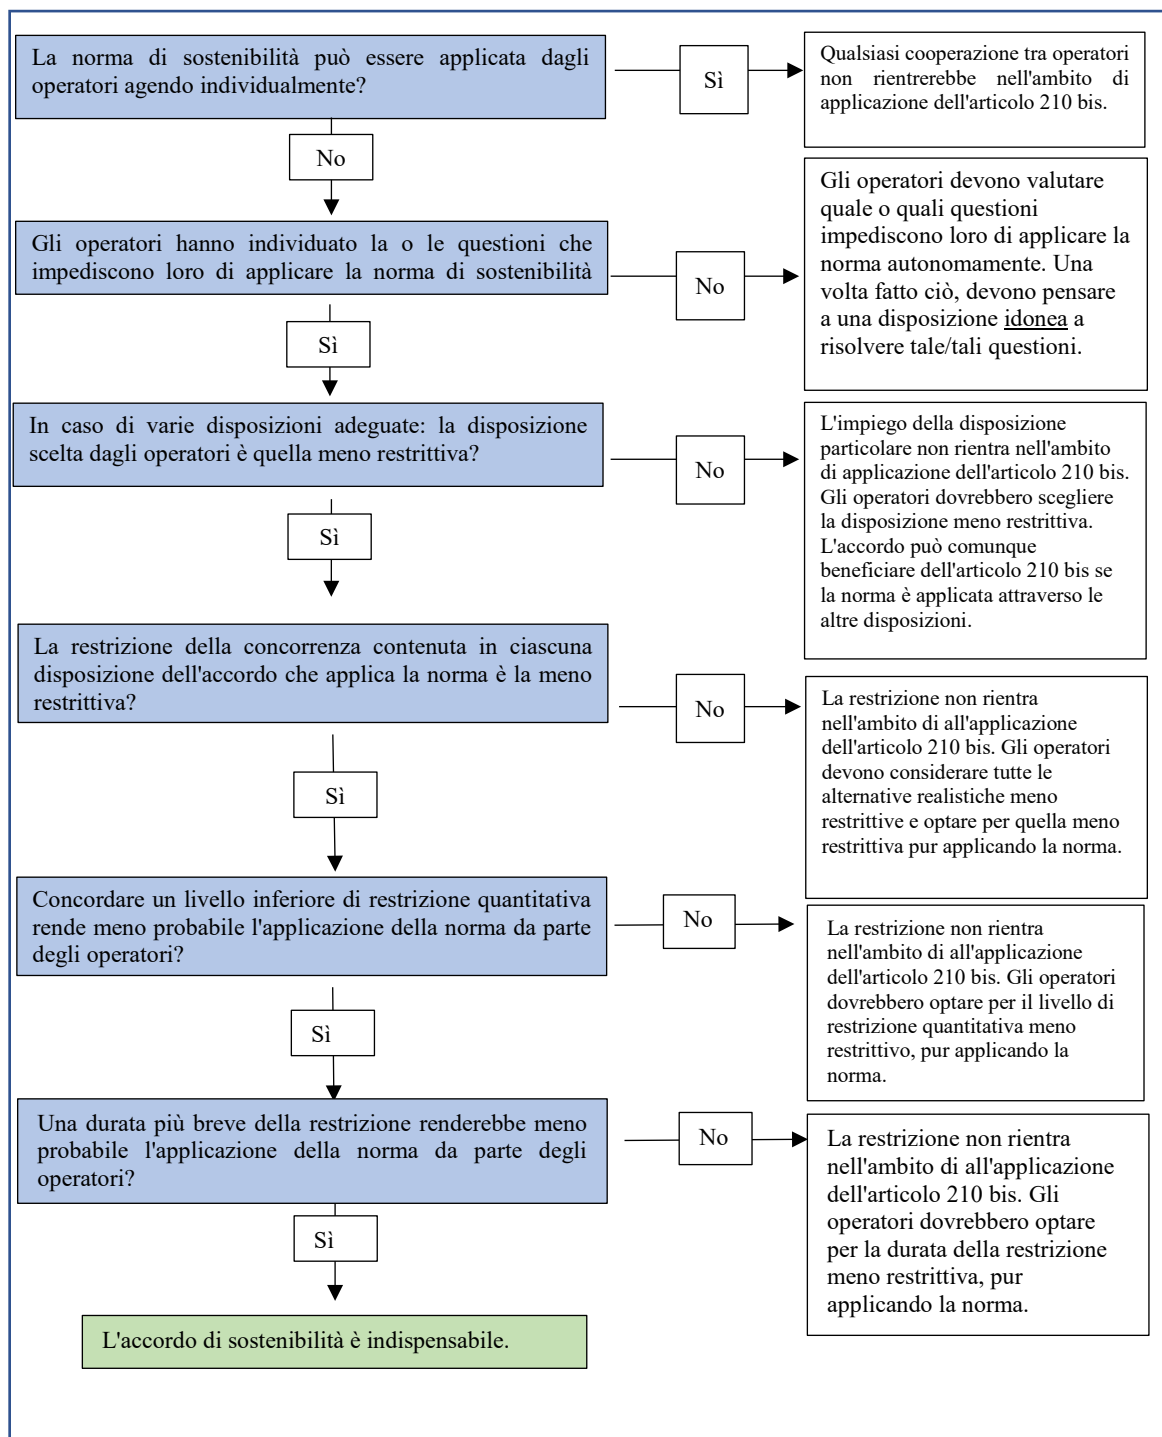 La norma di sostenibilità può essere applicata dagli
operatori agendo individualmente?
Sì
Qualsiasi cooperazione tra operatori
non rientrerebbe nell'ambito di
applicazione dell'articolo 210 bis.
No
Gli operatori hanno individuato la o le questioni che
impediscono loro di applicare la norma di sostenibilità
No
Gli operatori devono valutare
quale o quali questioni
impediscono loro di applicare la
norma autonomamente. Una
volta fatto ciò, devono pensare
a una disposizione idonea a
risolvere tale/tali questioni.
Sì
In caso di varie disposizioni adeguate: la disposizione
scelta dagli operatori è quella meno restrittiva?
No
L'impiego della disposizione
particolare non rientra nell'ambito
di applicazione dell'articolo 210 bis.
Gli operatori dovrebbero scegliere
la disposizione meno restrittiva.
L'accordo può comunque
beneficiare dell'articolo 210 bis se
la norma è applicata attraverso le
altre disposizioni.
Sì
La restrizione della concorrenza contenuta in ciascuna
disposizione dell'accordo che applica la norma è la meno
restrittiva?
No
La restrizione non rientra
nell'ambito di all'applicazione
dell'articolo 210 bis. Gli operatori
devono considerare tutte le
alternative realistiche meno
restrittive e optare per quella meno
restrittiva pur applicando la norma.
Sì
Concordare un livello inferiore di restrizione quantitativa
rende meno probabile l'applicazione della norma da parte
degli operatori?
No
La restrizione non rientra
nell'ambito di all'applicazione
dell'articolo 210 bis. Gli operatori
dovrebbero optare per il livello di
restrizione quantitativa meno
restrittivo, pur applicando la
norma.
Sì
Una durata più breve della restrizione renderebbe meno
probabile l'applicazione della norma da parte degli
operatori?
No
La restrizione non rientra
nell'ambito di all'applicazione
dell'articolo 210 bis. Gli
operatori dovrebbero optare
per la durata della restrizione
meno restrittiva, pur
applicando la norma.
Sì
L'accordo di sostenibilità è indispensabile.